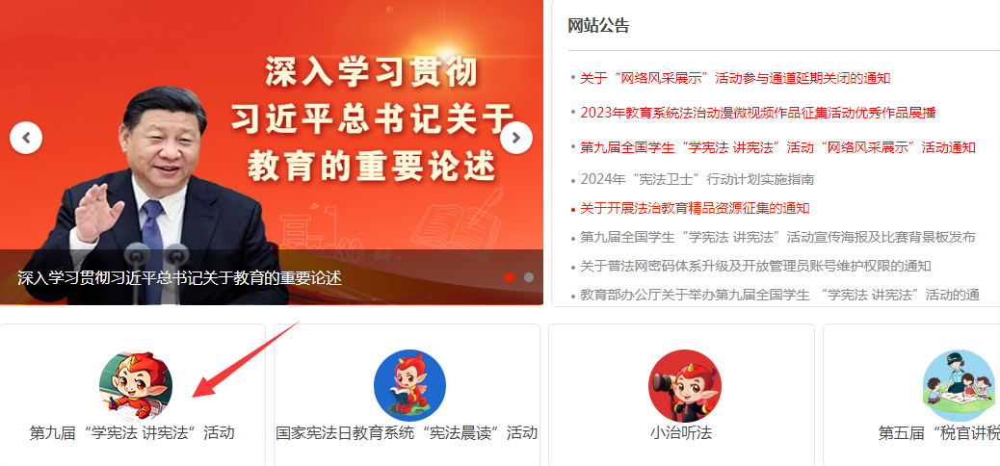 深入学习贯彻
习近平总书记关于
教育的重要论述
深入学习贯彻习近平总书记关于教育的重要论述
网站公告
关于“网络风采展示”活动参与通道延期关闭的通知
2023年教育系统法治动漫微视频作品征集活动优秀作品展播
第九届全国学生“学宪法 讲宪法”活动“网络风采展示”活动通知
2024年“宪法卫士”行动计划实施指南
关于开展法治教育精品资源征集的通知
第九届全国学生“学宪法 讲宪法”活动宣传海报及比赛背景板发布
关于普法网密码体系升级及开放管理员账号维护权限的通知
教育部办公厅关于举办第九届全国学生 “学宪法 讲宪法”活动的通
第九届“学宪法 讲宪法”活动
国家宪法日教育系统“宪法晨读”活动
小治听法
第五届“税官讲税